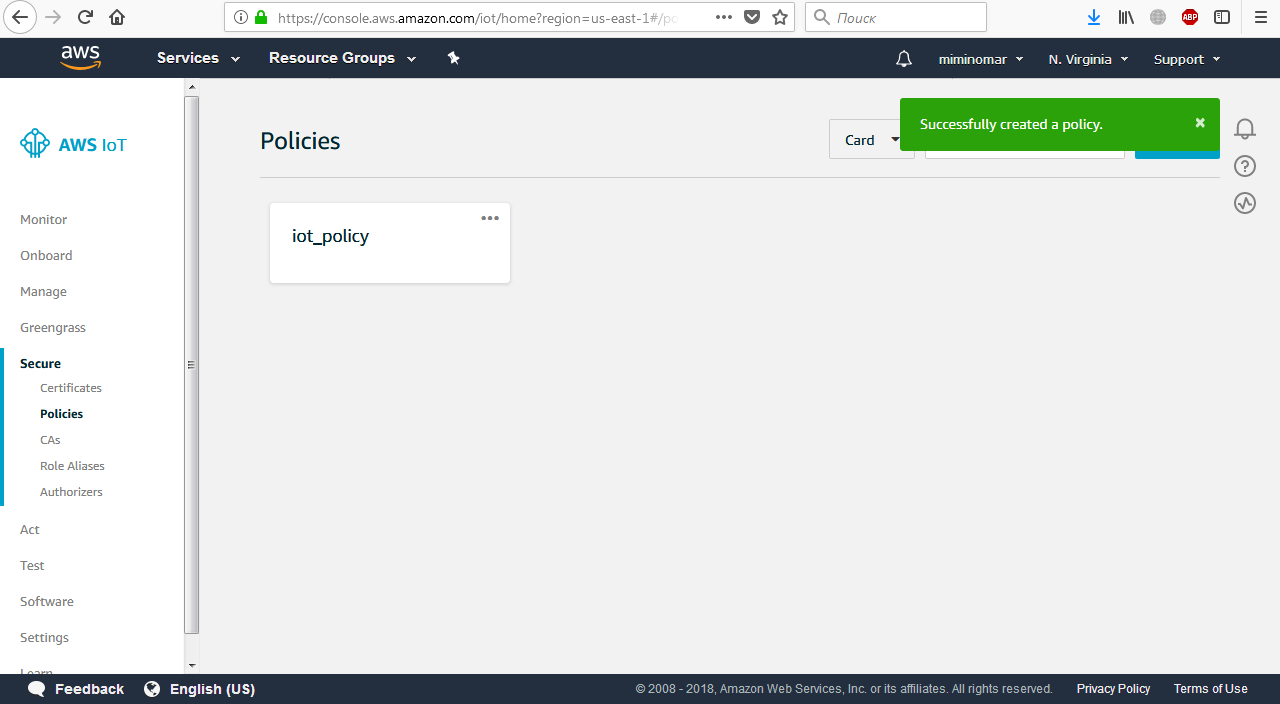 https://console.aws.amazon.com/iot/home?region=us-east-1#/po
Поиск
ABP
aws
Services
Resource Groups
miminomar
N. Virginia
Support
Successfully created a policy.
AWS IoT
Policies
Card
Monitor
Onboard
Manage
Greengrass
Secure
Certificates
Policies
CAs
Role Aliases
Authorizers
Act
Test
Software
Settings
Learn
iot_policy
Feedback
English (US)
© 2008 - 2018, Amazon Web Services, Inc. or its affiliates. All rights reserved.
Privacy Policy
Terms of Use